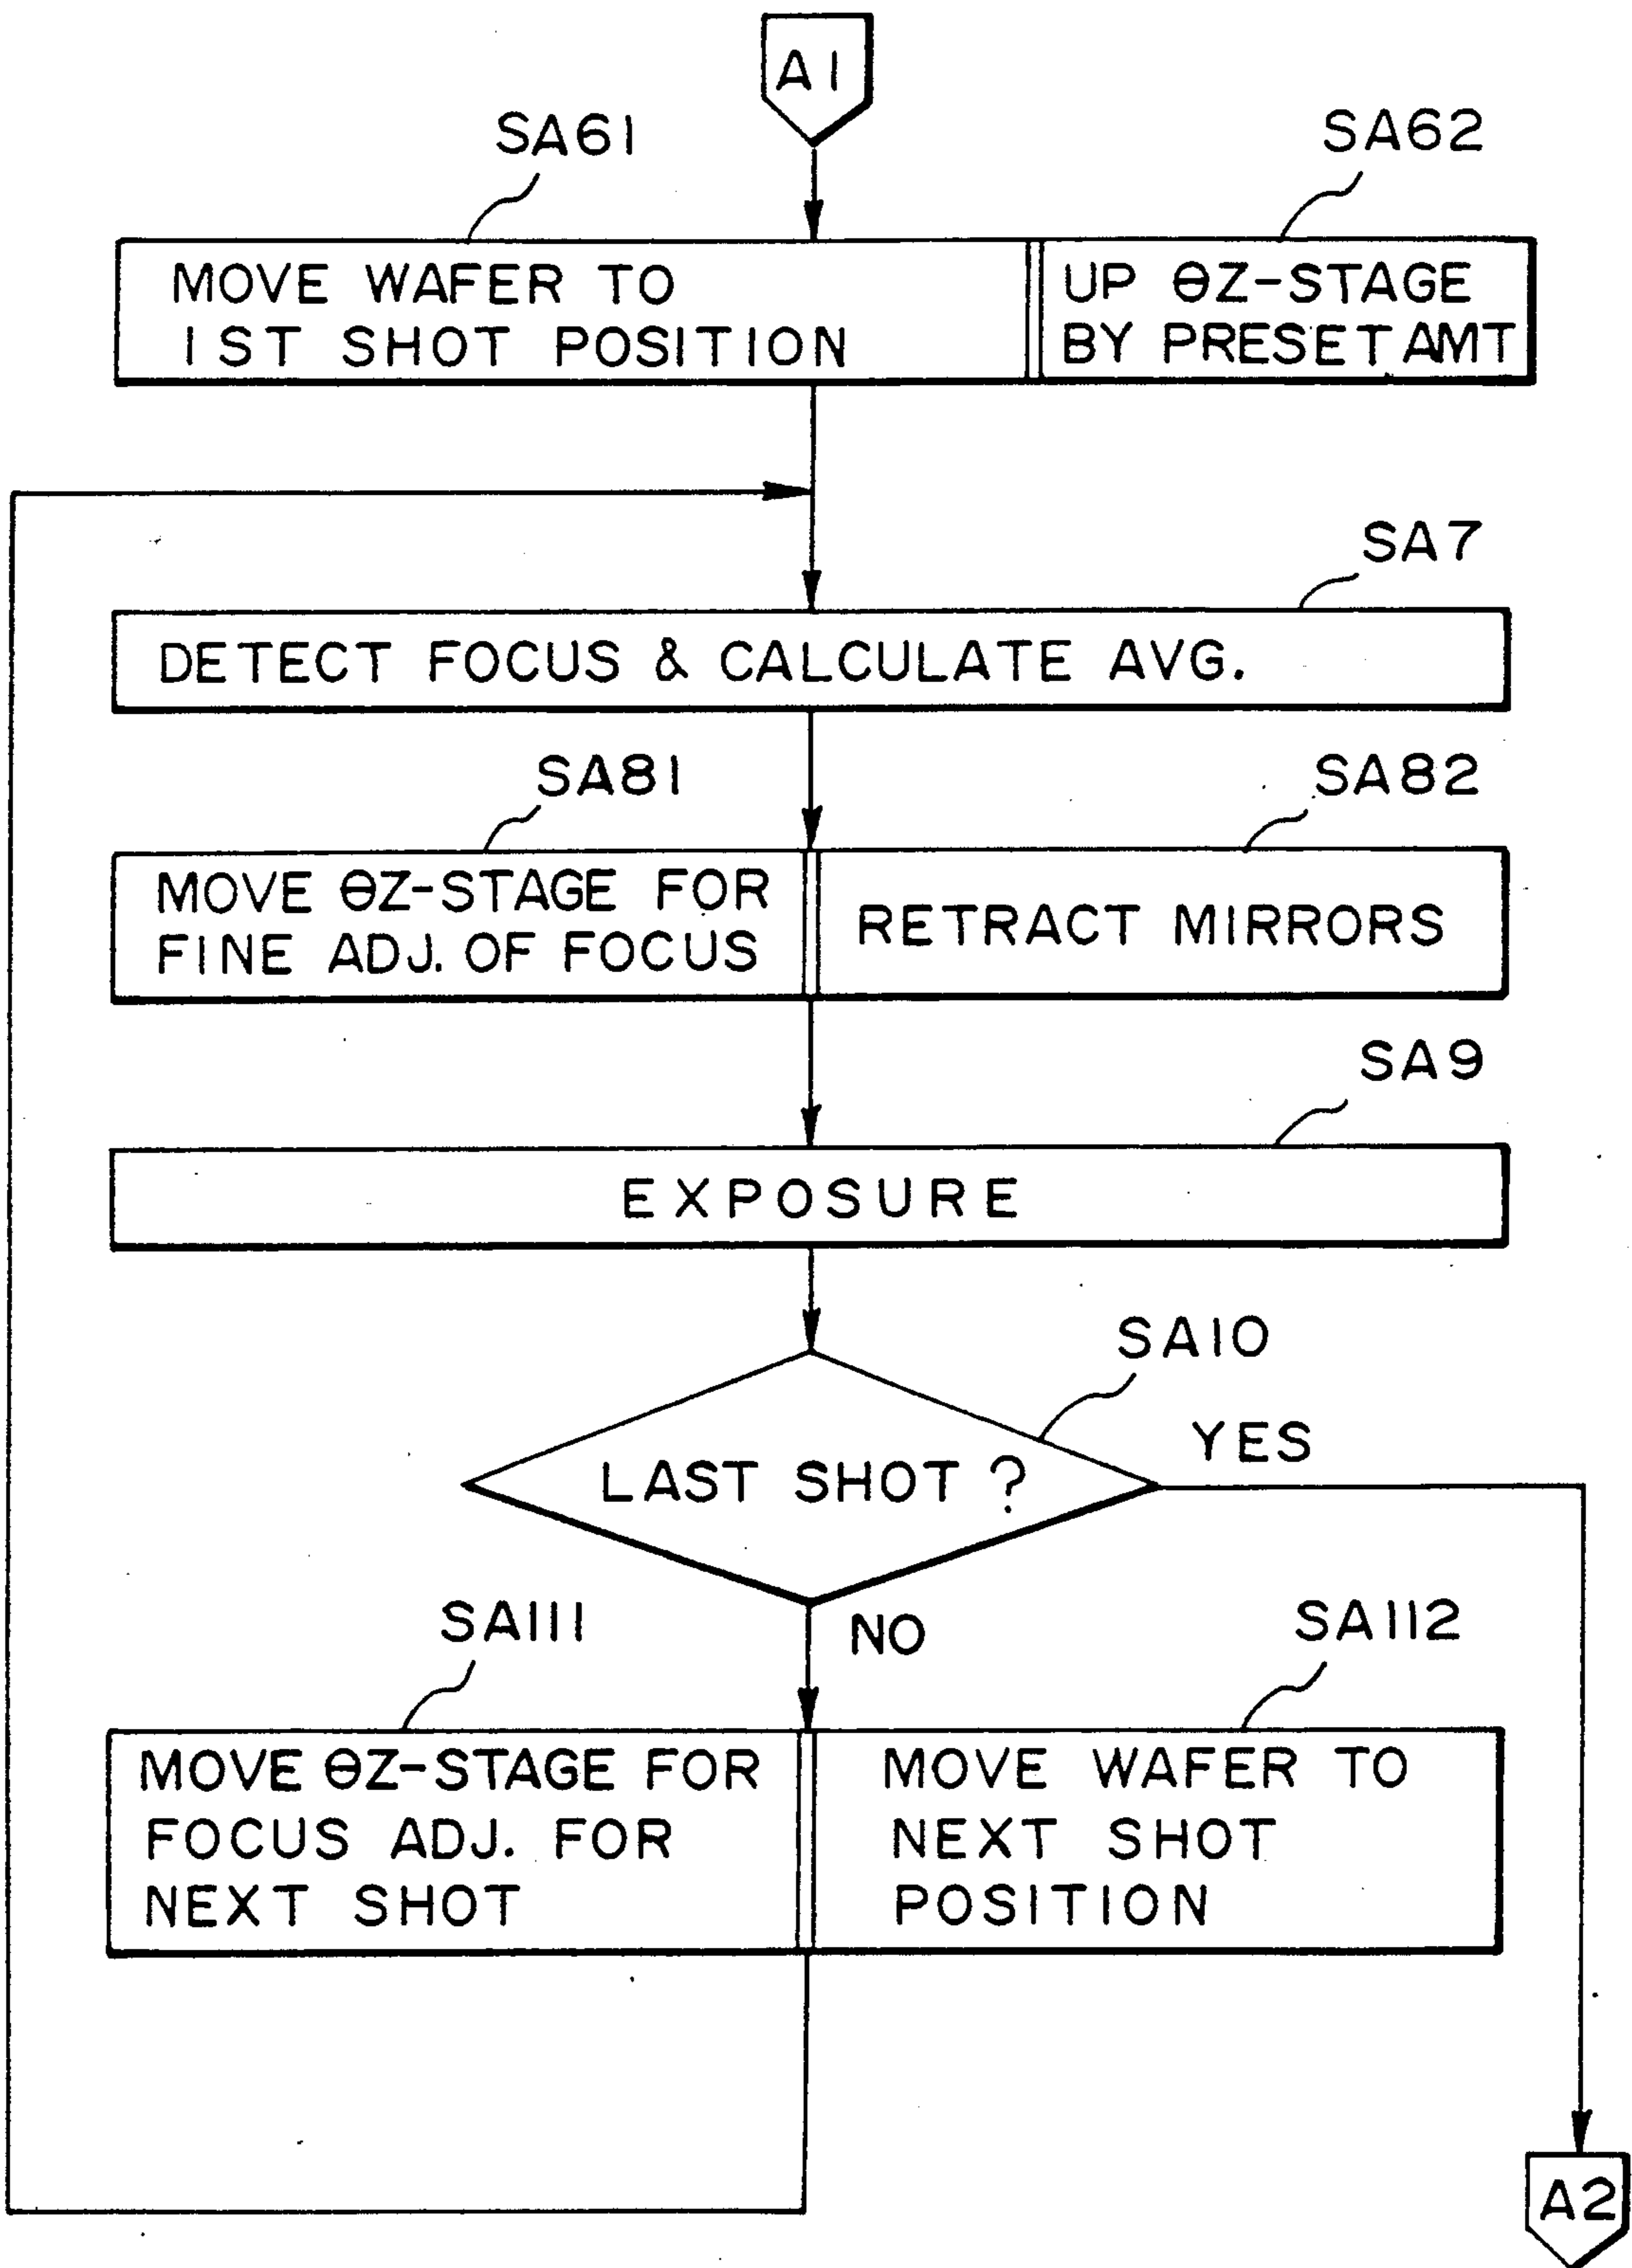 A1
SA61
SA62
MOVE WAFER TO
1ST SHOT POSITION
UP θZ-STAGE
BY PRESET AMT
SA7
DETECT FOCUS & CALCULATE AVG.
SA81
SA82
MOVE θZ-STAGE FOR
FINE ADJ. OF FOCUS
RETRACT MIRRORS
SA9
EXPOSURE
SA10
YES
LAST SHOT ?
NO
SA111
SA112
MOVE θZ-STAGE FOR
FOCUS ADJ. FOR
NEXT SHOT
MOVE WAFER TO
NEXT SHOT
POSITION
A2